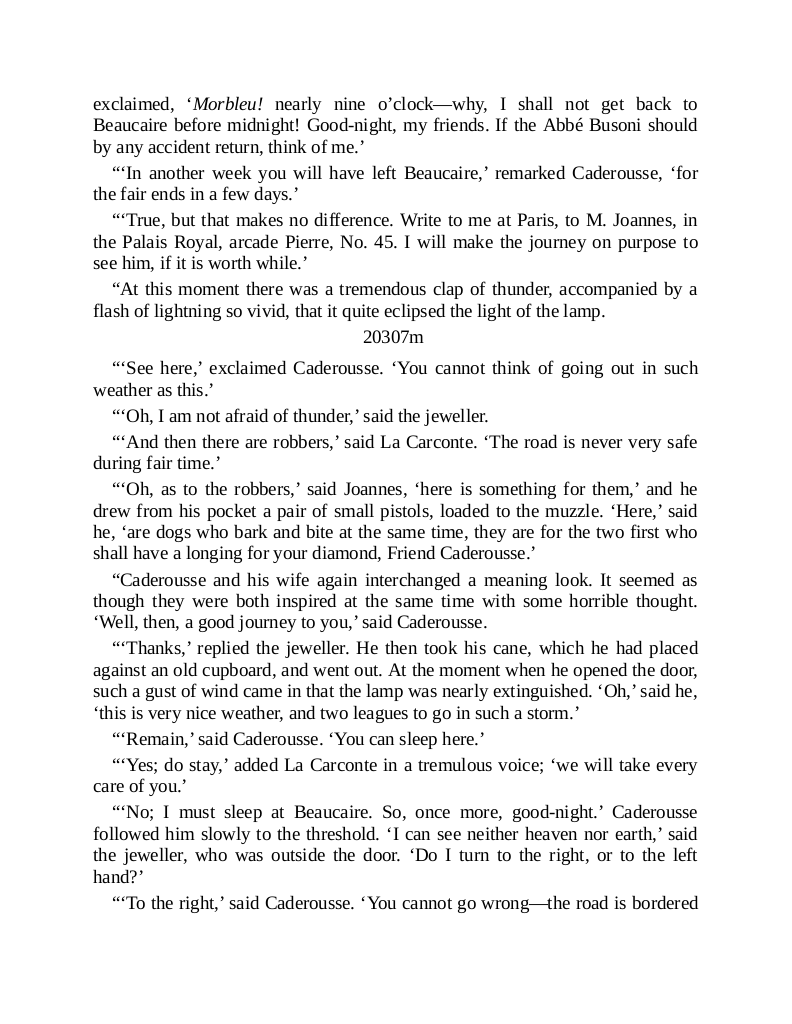 exclaimed, ‘Morbleu! nearly nine o’clock—why, I shall not get back to
Beaucaire before midnight! Good-night, my friends. If the Abbé Busoni should
by any accident return, think of me.’
“‘In another week you will have left Beaucaire,’ remarked Caderousse, ‘for
the fair ends in a few days.’
“‘True, but that makes no difference. Write to me at Paris, to M. Joannes, in
the Palais Royal, arcade Pierre, No. 45. I will make the journey on purpose to
see him, if it is worth while.’
“At this moment there was a tremendous clap of thunder, accompanied by a
flash of lightning so vivid, that it quite eclipsed the light of the lamp.
20307m
“‘See here,’ exclaimed Caderousse. ‘You cannot think of going out in such
weather as this.’
“‘Oh, I am not afraid of thunder,’ said the jeweller.
“‘And then there are robbers,’ said La Carconte. ‘The road is never very safe
during fair time.’
“‘Oh, as to the robbers,’ said Joannes, ‘here is something for them,’ and he
drew from his pocket a pair of small pistols, loaded to the muzzle. ‘Here,’ said
he, ‘are dogs who bark and bite at the same time, they are for the two first who
shall have a longing for your diamond, Friend Caderousse.’
“Caderousse and his wife again interchanged a meaning look. It seemed as
though they were both inspired at the same time with some horrible thought.
‘Well, then, a good journey to you,’ said Caderousse.
“‘Thanks,’ replied the jeweller. He then took his cane, which he had placed
against an old cupboard, and went out. At the moment when he opened the door,
such a gust of wind came in that the lamp was nearly extinguished. ‘Oh,’ said he,
‘this is very nice weather, and two leagues to go in such a storm.’
“‘Remain,’ said Caderousse. ‘You can sleep here.’
“‘Yes; do stay,’ added La Carconte in a tremulous voice; ‘we will take every
care of you.’
“‘No; I must sleep at Beaucaire. So, once more, good-night.’ Caderousse
followed him slowly to the threshold. ‘I can see neither heaven nor earth,’ said
the jeweller, who was outside the door. ‘Do I turn to the right, or to the left
hand?’
“‘To the right,’ said Caderousse. ‘You cannot go wrong—the road is bordered